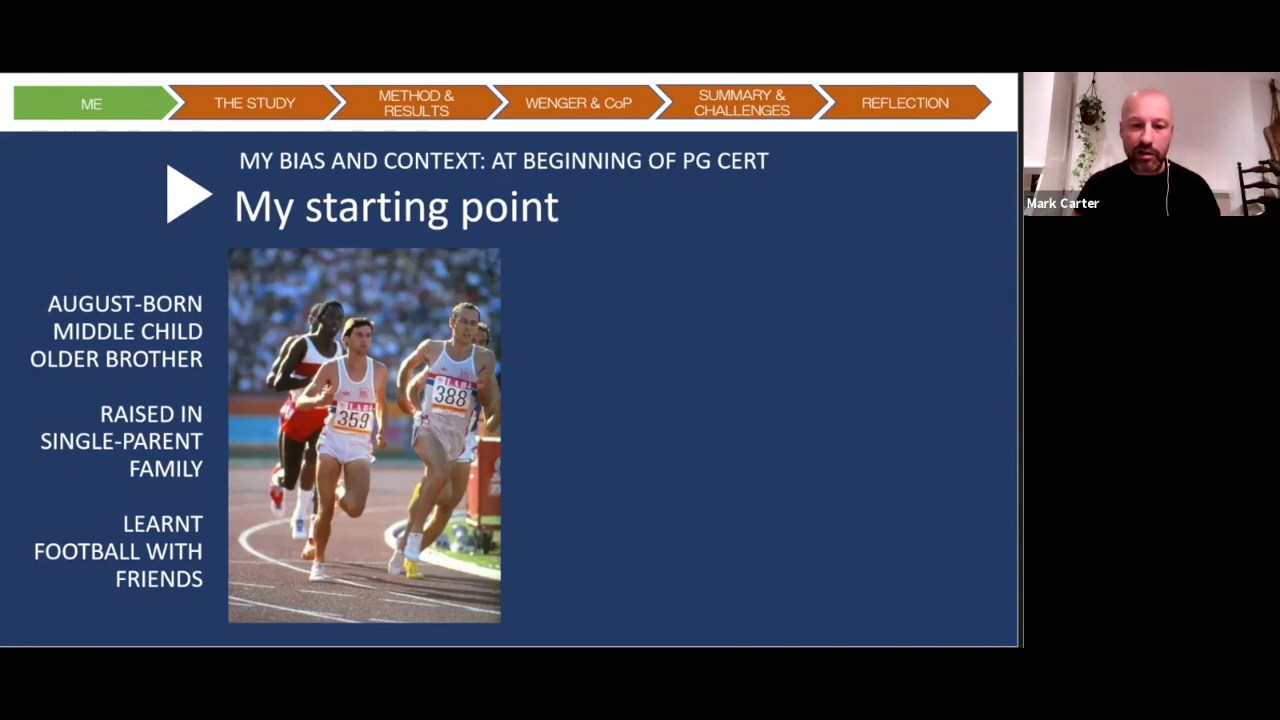 ME
THE STUDY
METHOD &
RESULTS
WENGER & CoP
SUMMARY &
CHALLENGES
REFLECTION
MY BIAS AND CONTEXT: AT BEGINNING OF PG CERT
My starting point
AUGUST-BORN
MIDDLE CHILD
OLDER BROTHER
RAISED IN
SINGLE-PARENT
FAMILY
LEARNT
FOOTBALL WITH
FRIENDS
359
388
Mark Carter